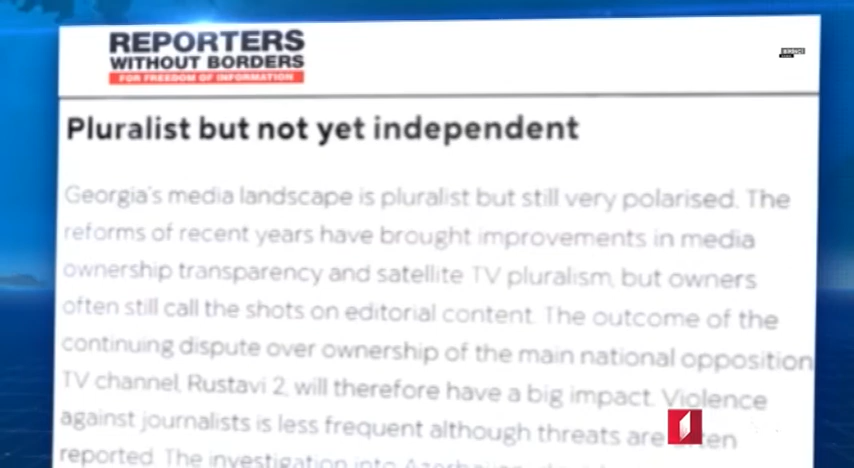 REPORTERS
WITHOUT BORDERS
FOR FREEDOM OF INFORMATION
Pluralist but not yet independent
Georgia's media landscape is pluralist but still very polarised. The
reforms of recent years have brought improvements in media
ownership transparency and satellite TV pluralism, but owners
often still call the shots on editorial content. The outcome of the
continuing dispute over ownership of the main national opposition
TV channel, Rustavi 2, will therefore have a big impact. Violence
against journalists is less frequent although threats are
reported. The investigation into